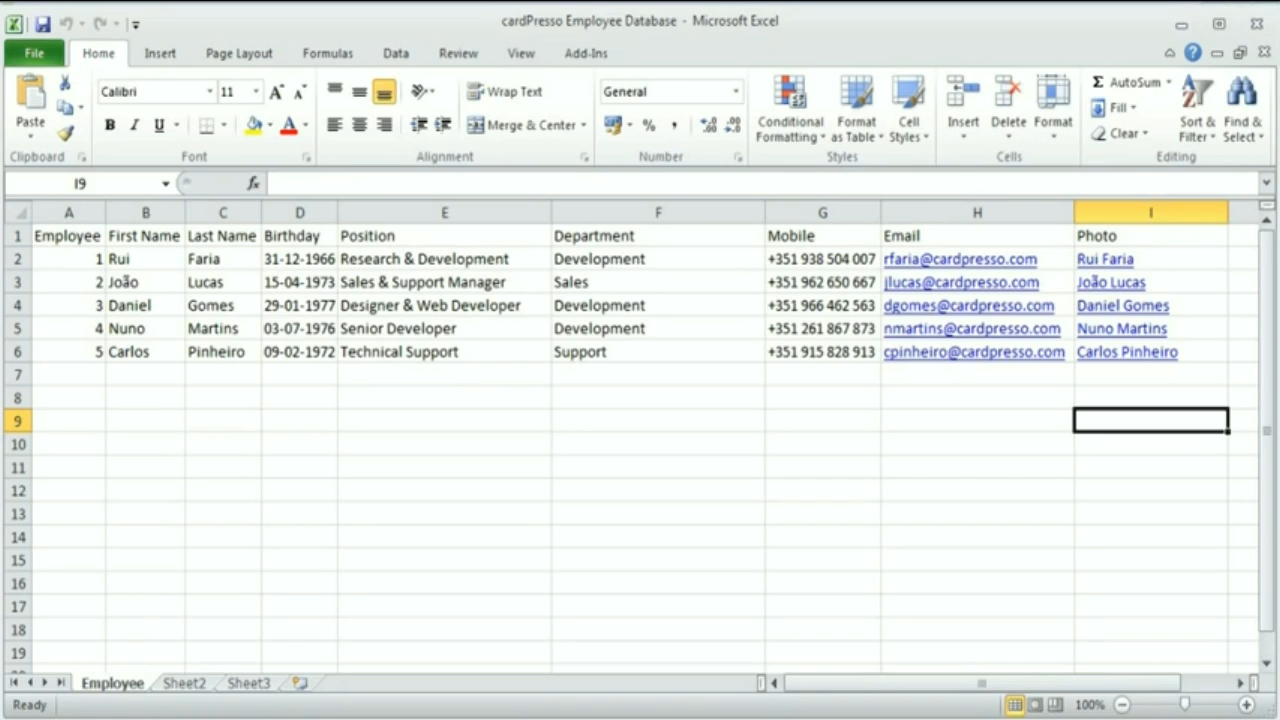 cardPresso Employee Database - Microsoft Excel
File Home Insert Page Layout Formulas Data Review View Add-Ins
Paste
Clipboard
Calibri 11
B I U A
Font
Wrap Text
Merge & Center
Alignment
General
% ,
Number
Conditional Formatting
Format as Table
Cell Styles
Styles
Insert Delete Format
Cells
Σ AutoSum
Fill
Clear
Sort & Filter
Find & Select
Editing
I9 fx
A B C D E F G H I
1 Employee First Name Last Name Birthday Position Department Mobile Email Photo
2 1 Rui Faria 31-12-1966 Research & Development Development +351 938 504 007 rfaria@cardpresso.com Rui Faria
3 2 João Lucas 15-04-1973 Sales & Support Manager Sales +351 962 650 667 jlucas@cardpresso.com João Lucas
4 3 Daniel Gomes 29-01-1977 Designer & Web Developer Development +351 966 462 563 dgomes@cardpresso.com Daniel Gomes
5 4 Nuno Martins 03-07-1976 Senior Developer Development +351 261 867 873 nmartins@cardpresso.com Nuno Martins
6 5 Carlos Pinheiro 09-02-1972 Technical Support Support +351 915 828 913 cpinheiro@cardpresso.com Carlos Pinheiro
7
8
9
10
11
12
13
14
15
16
17
18
19
Employee Sheet2 Sheet3
Ready 100%